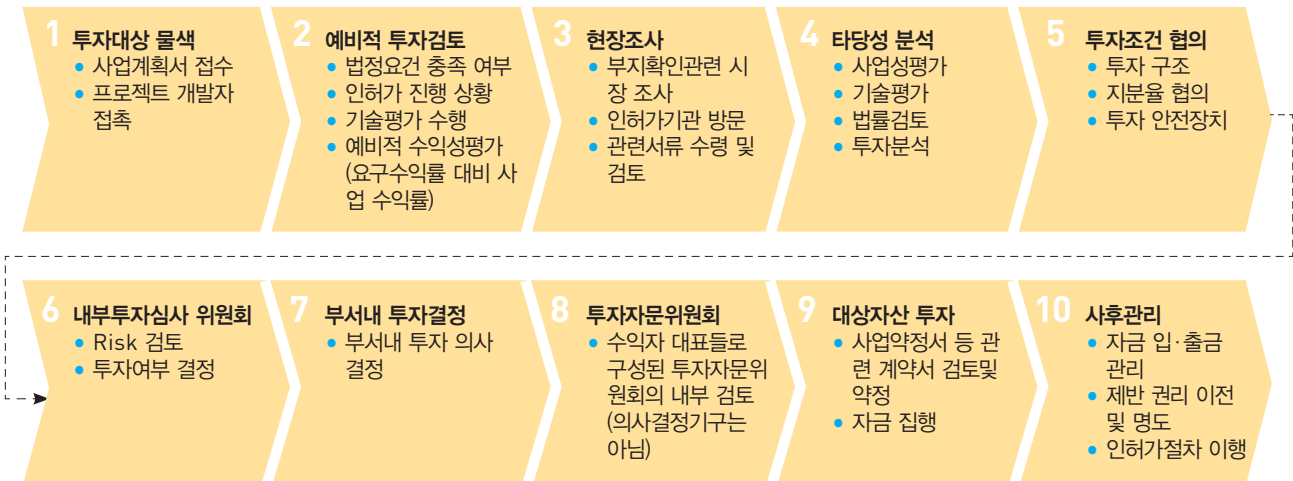 1 투자대상 물색
• 사업계획서 접수
• 프로젝트 개발자
접촉
2 예비적 투자검토
• 법정요건 충족 여부
• 인허가 진행 상황
• 기술평가 수행
• 예비적 수익성평가
(요구수익률 대비 사
업 수익률)
3 현장조사
• 부지확인관련 시
장 조사
• 인허가기관 방문
• 관련서류 수령 및
검토
4 타당성 분석
• 사업성평가
• 기술평가
• 법률검토
• 투자분석
5 투자조건 협의
• 투자 구조
• 지분율 협의
• 투자 안전장치
6 내부투자심사 위원회
• Risk 검토
• 투자여부 결정
7 부서내 투자결정
• 부서내 투자 의사
결정
8 투자자문위원회
• 수익자 대표들로
구성된 투자자문위
원회의 내부 검토
(의사결정기구는
아님)
9 대상자산 투자
• 사업약정서 등 관
련 계약서 검토및
약정
• 자금 집행
10 사후관리
• 자금 입·출금
관리
• 제반 권리 이전
및 명도
• 인허가절차 이행